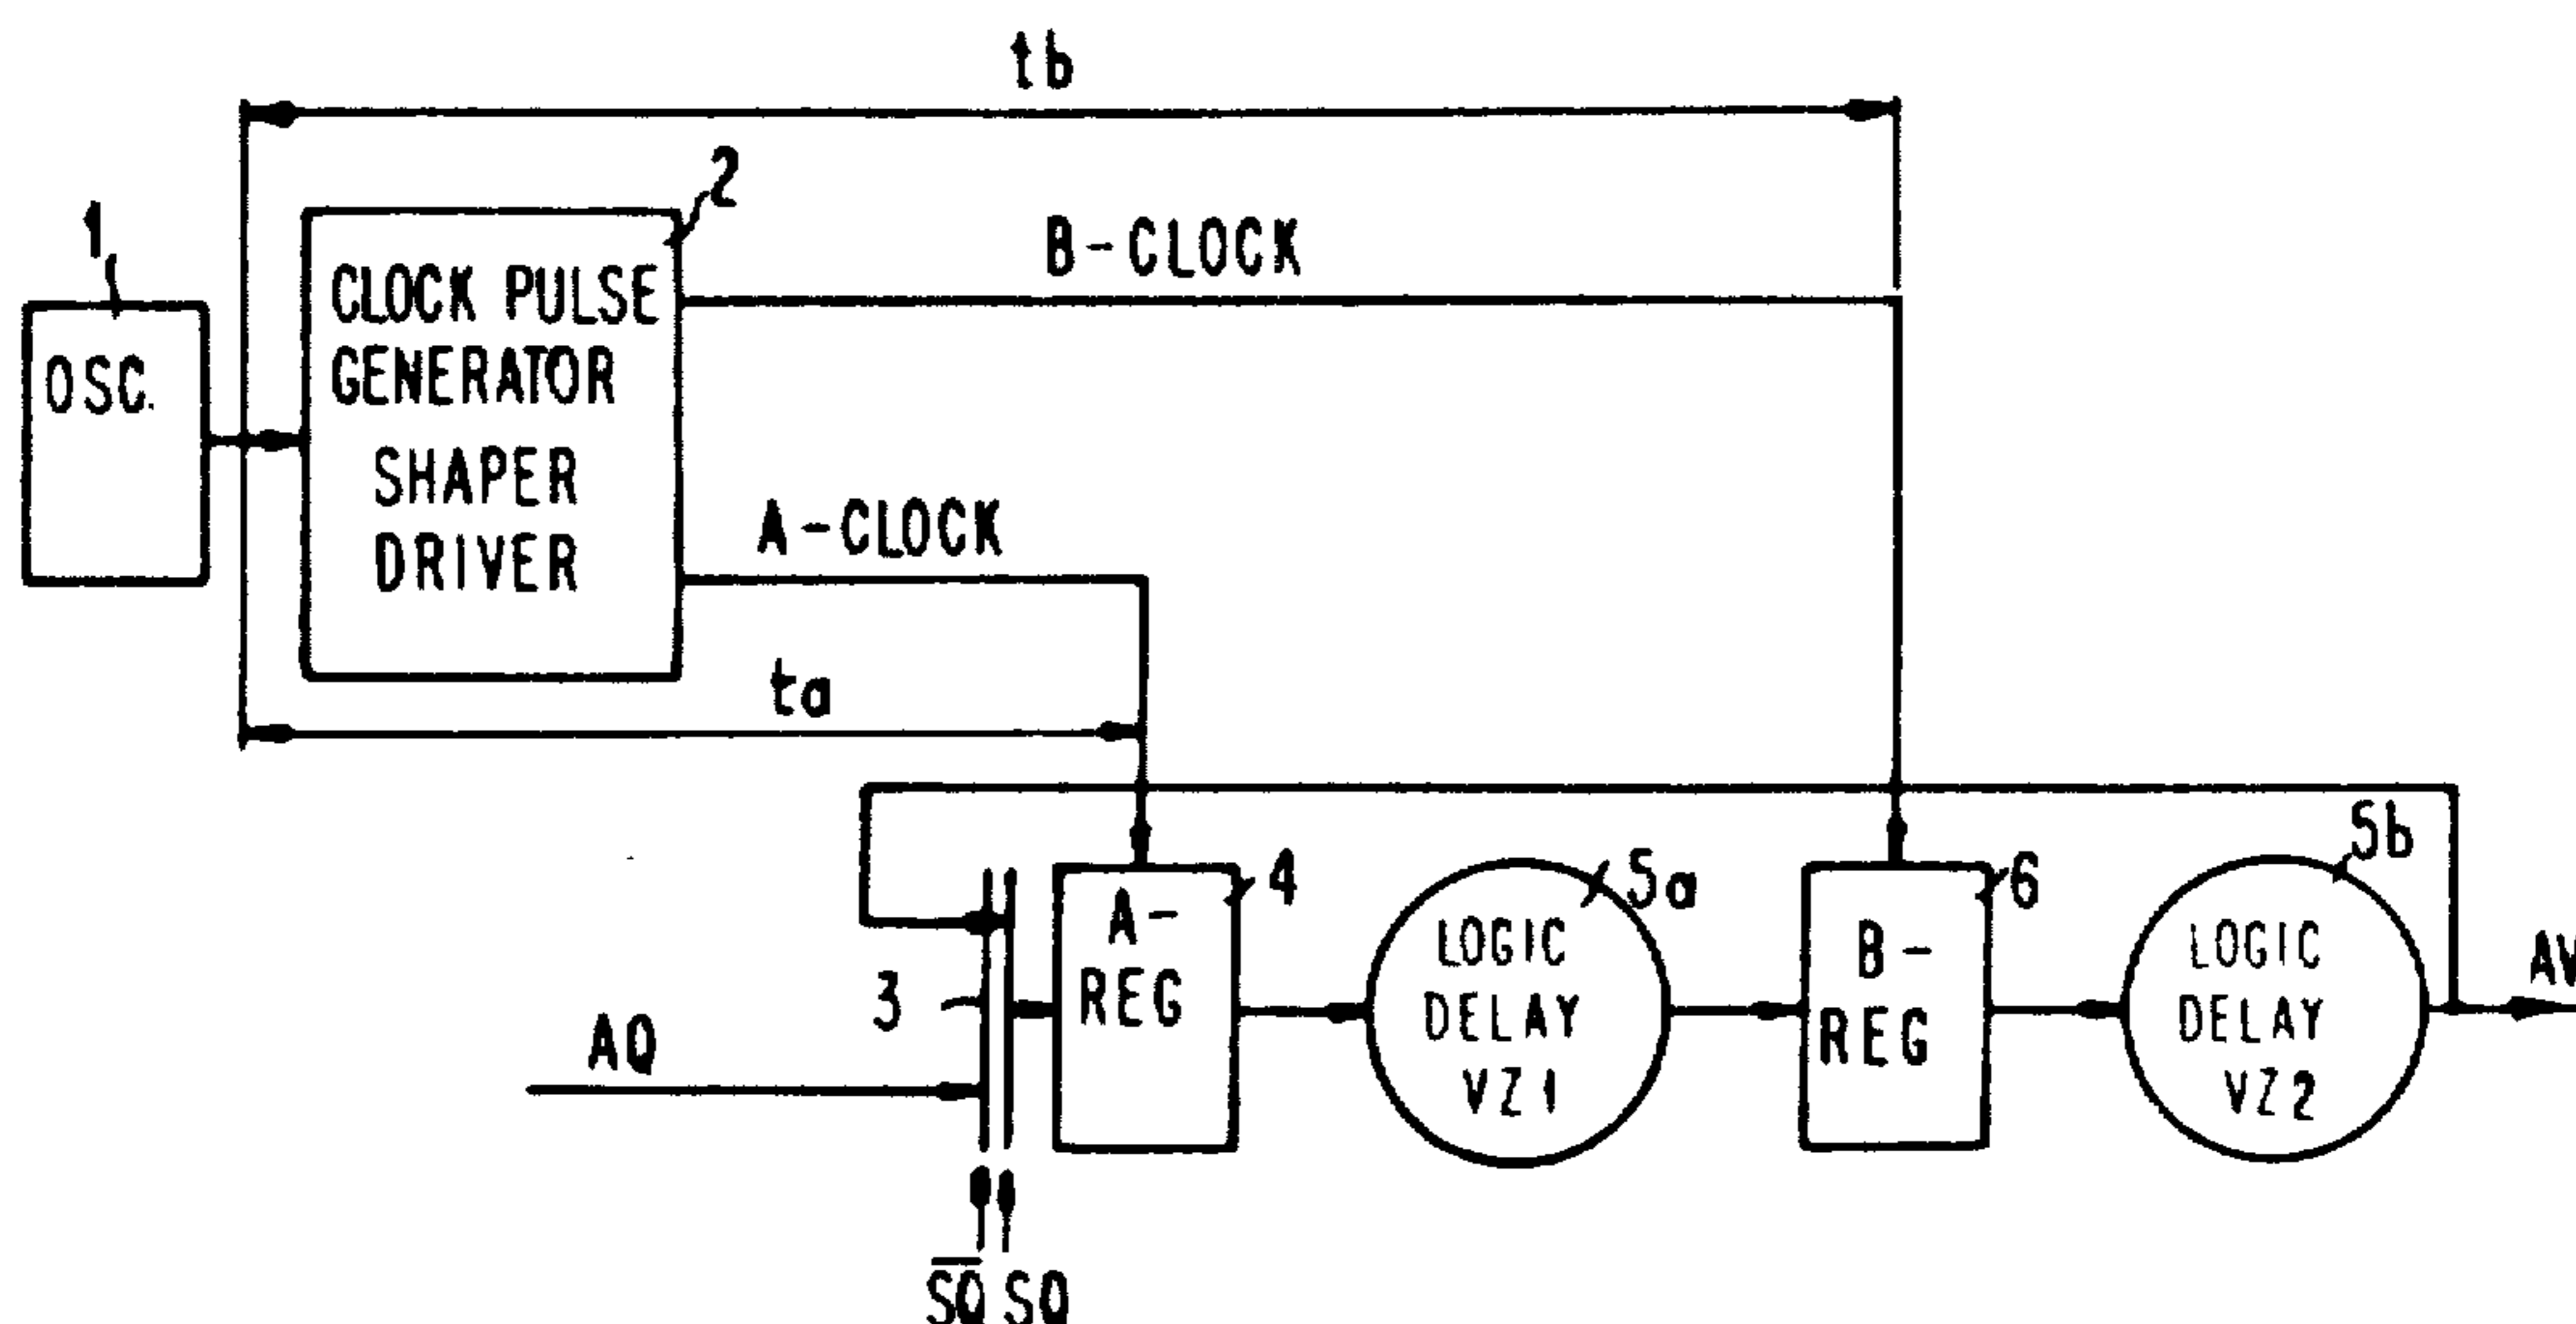 tb
2
1
B-CLOCK
CLOCK PULSE
GENERATOR
SHAPER
DRIVER
OSC.
A-CLOCK
ta
5b
4
5a
6
A-
REG
LOGIC
DELAY
VZ1
B-
REG
LOGIC
DELAY
VZ2
3
AQ
S̅Q̅ SQ